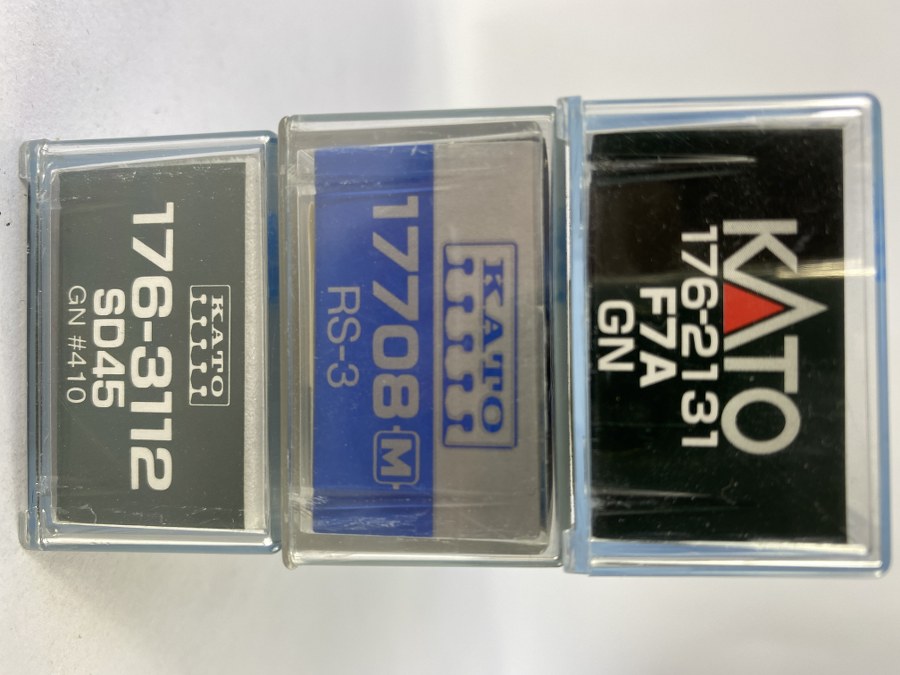 KATO
176-3112
SD45
GN #410
KATO
17708 M
RS-3
KATO
176-2131
F7A
GN